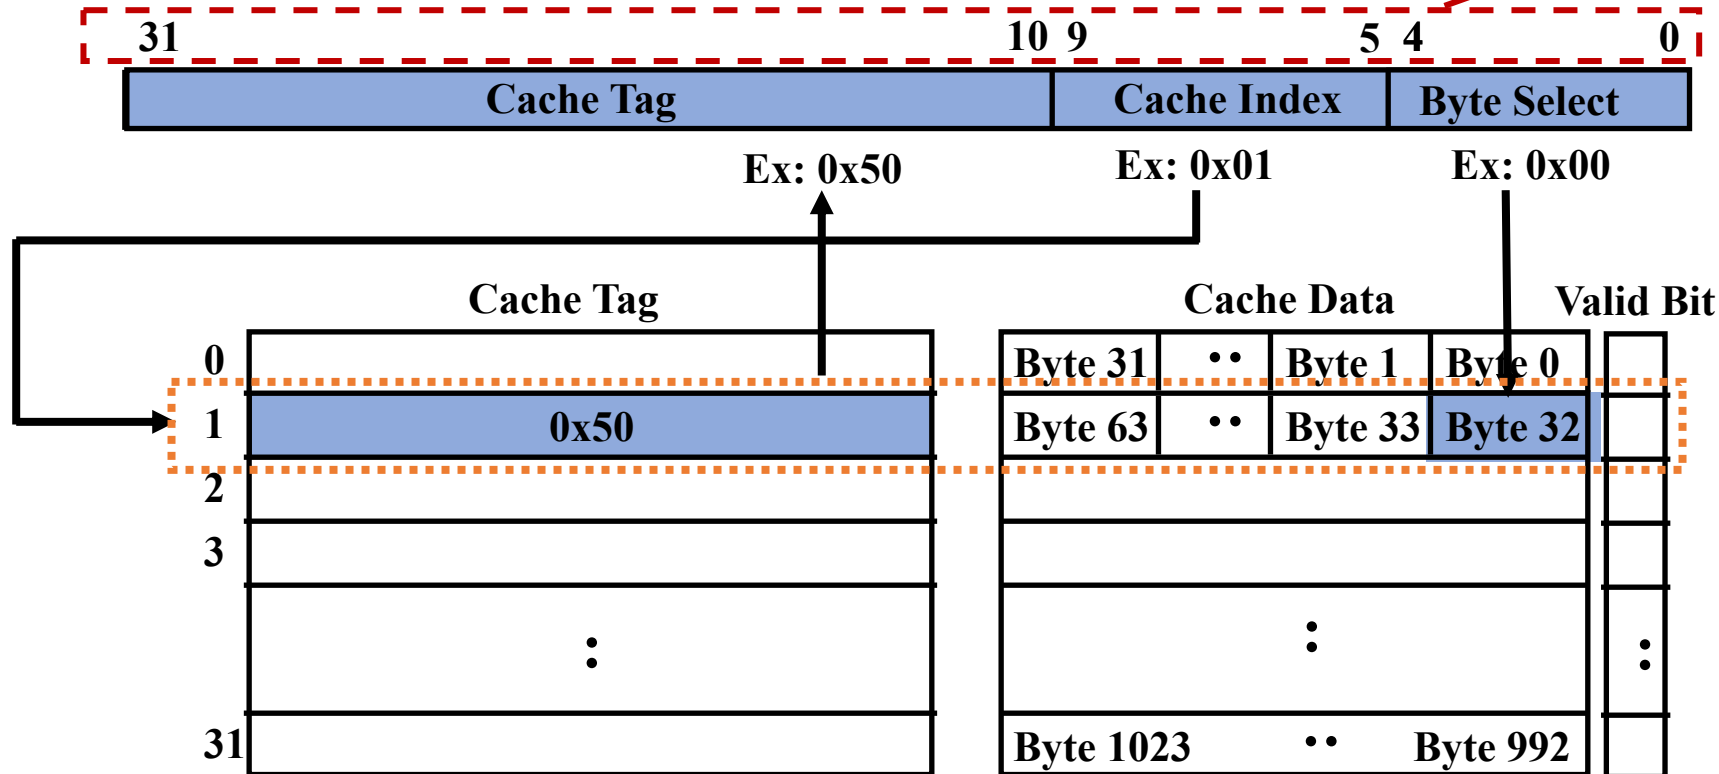 31 10 9 5 4 0
Cache Tag Cache Index Byte Select
Ex: 0x50 Ex: 0x01 Ex: 0x00
Cache Tag Cache Data Valid Bit
0 Byte 31 •• Byte 1 Byte 0
1 0x50 Byte 63 •• Byte 33 Byte 32
2
3
:
:
:
31 Byte 1023 •• Byte 992